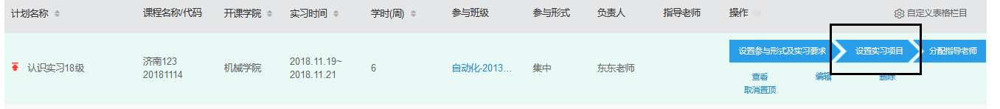 计划名称 课程名称/代码 开课学院 实习时间 学时(周) 参与班级 参与形式 负责人 指导老师 操作 自定义表格栏目
认识实习18级 济南123 机械学院 2018.11.19~ 6 自动化-2013... 集中 东东老师 设置参与形式及实习要求 设置实习项目 分配指导老师
20181114 2018.11.21 查看 编辑 删除
取消置顶